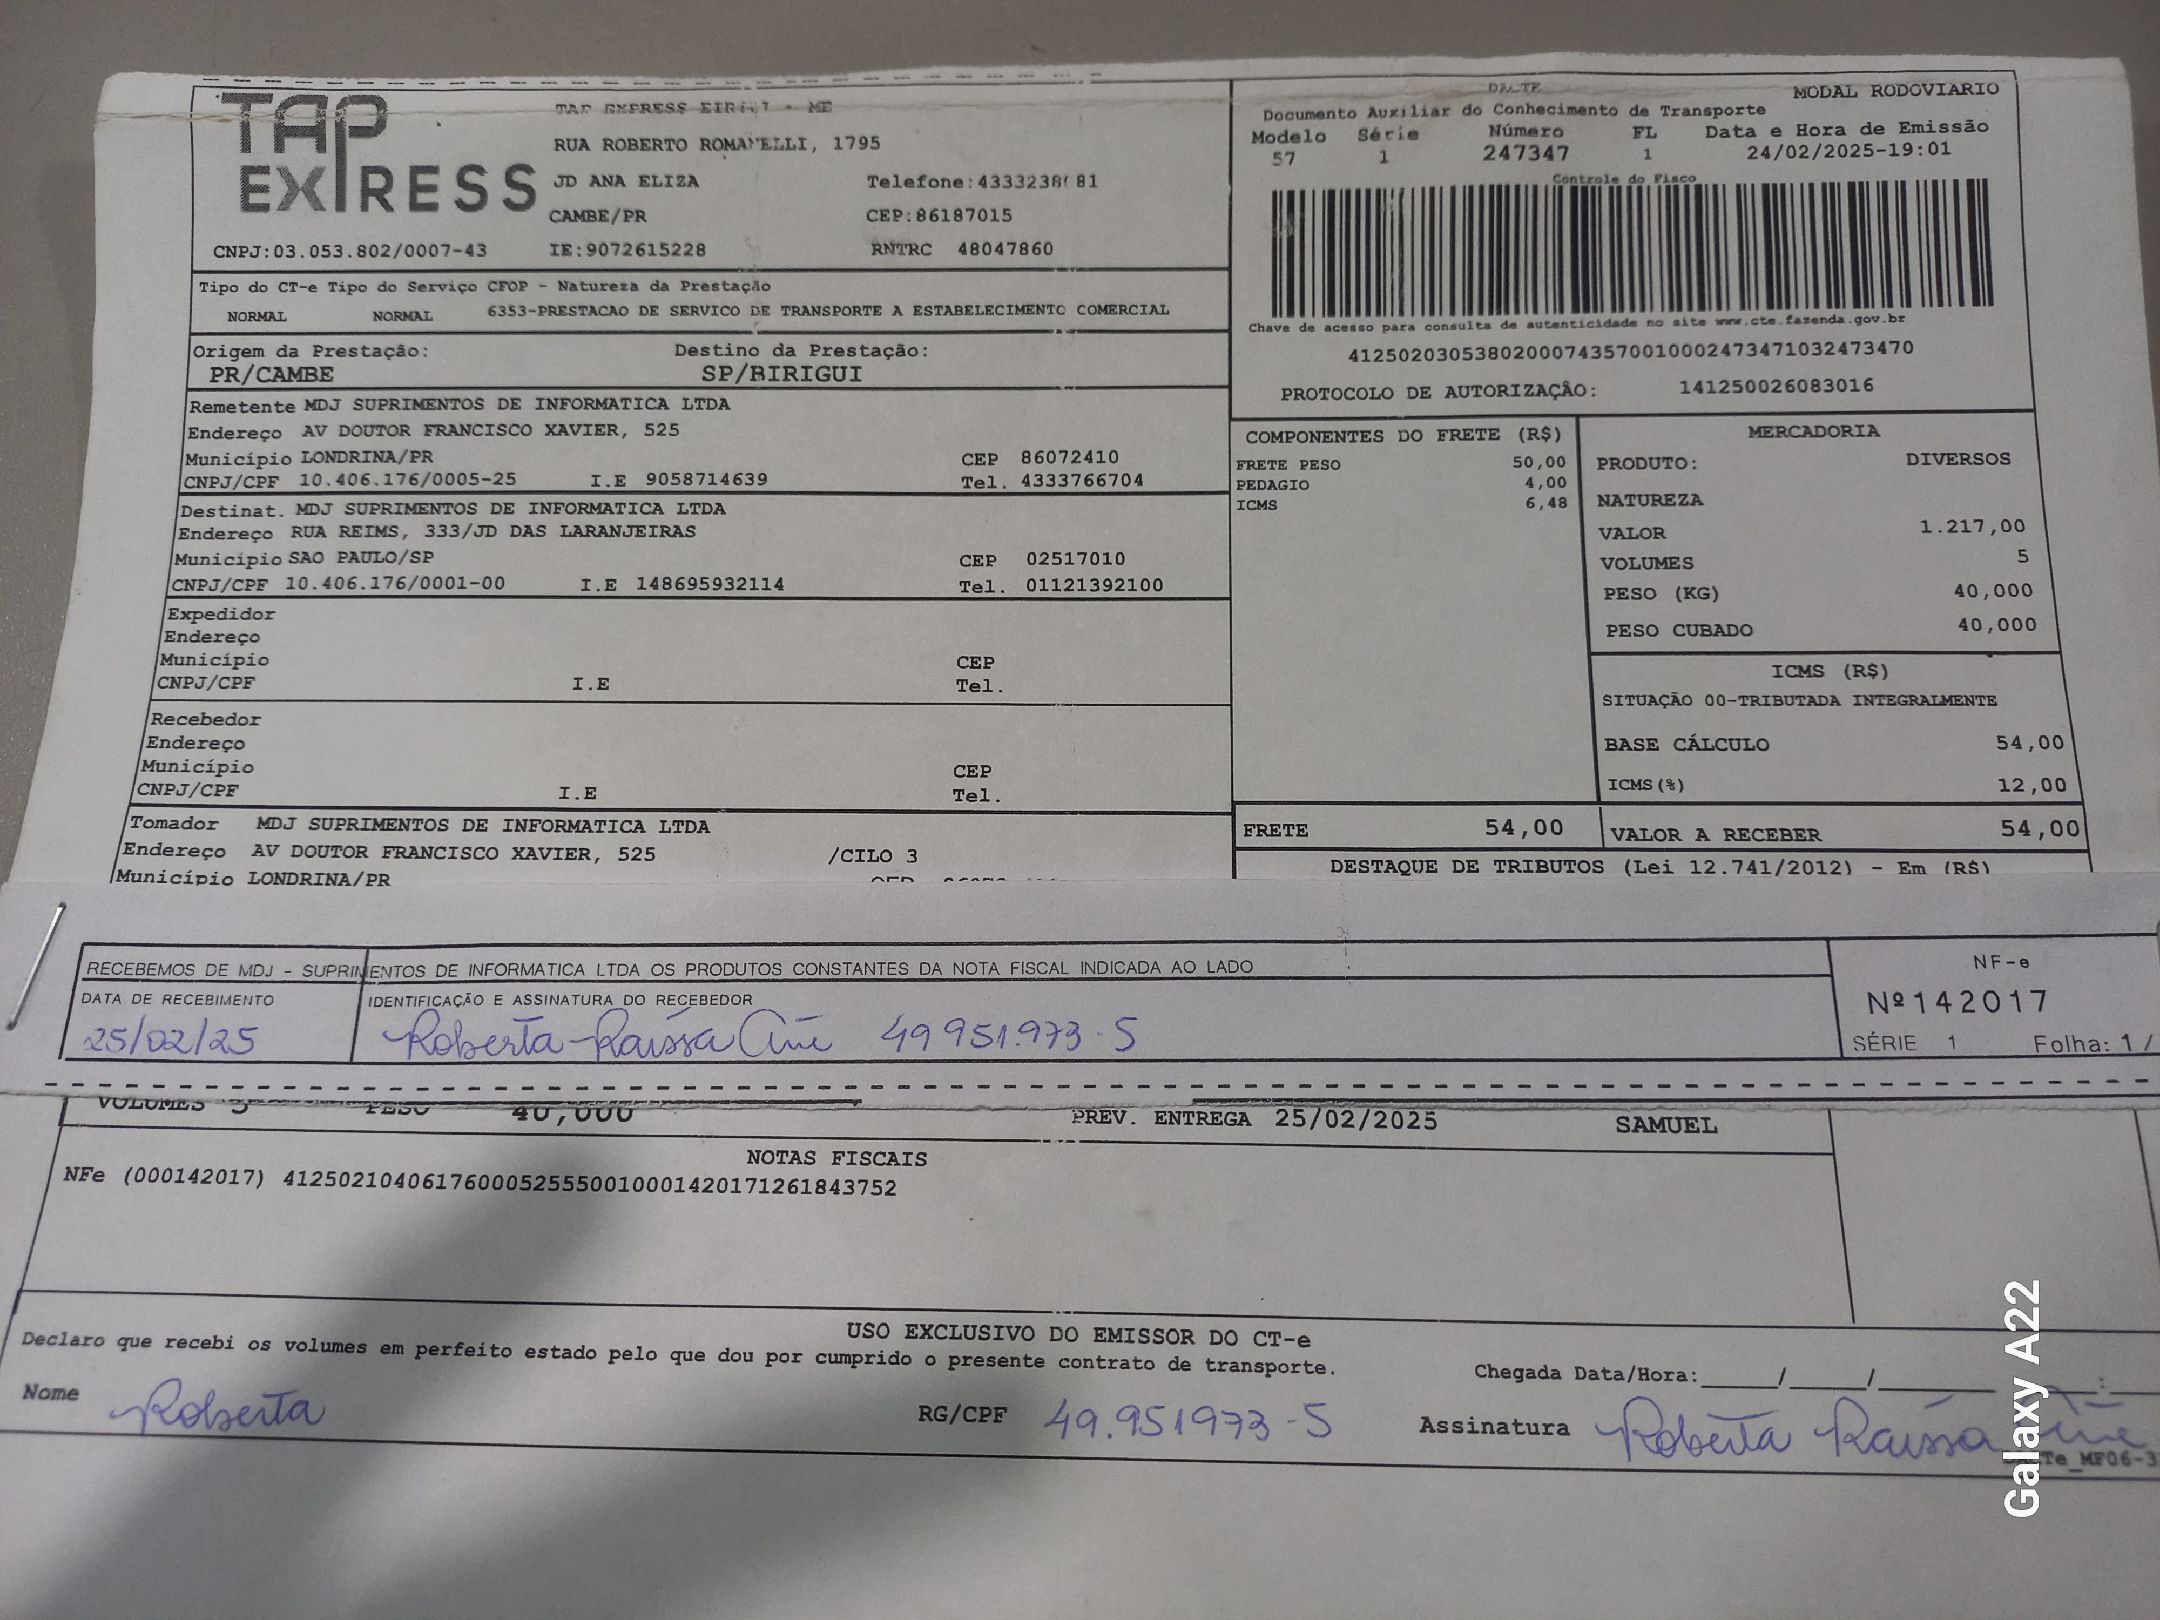 TAP EXPRESS
TAP EXPRESS EIRELI - ME
RUA ROBERTO ROMANELLI, 1795
JD ANA ELIZA Telefone:4333238 81
CAMBE/PR CEP:86187015
CNPJ:03.053.802/0007-43 IE:9072615228 RNTRC 48047860
DACTE MODAL RODOVIARIO
Documento Auxiliar do Conhecimento de Transporte
Modelo Série Número FL Data e Hora de Emissão
57 1 247347 1 24/02/2025-19:01
Controle do Fisco
Chave de acesso para consulta de autenticidade no site www.cte.fazenda.gov.br
41250203053802000743570010002473471032473470
PROTOCOLO DE AUTORIZAÇÃO: 141250026083016
Tipo do CT-e Tipo do Serviço CFOP - Natureza da Prestação
NORMAL NORMAL 6353-PRESTACAO DE SERVICO DE TRANSPORTE A ESTABELECIMENTO COMERCIAL
Origem da Prestação: Destino da Prestação:
PR/CAMBE SP/BIRIGUI
Remetente MDJ SUPRIMENTOS DE INFORMATICA LTDA
Endereço AV DOUTOR FRANCISCO XAVIER, 525
Município LONDRINA/PR CEP 86072410
CNPJ/CPF 10.406.176/0005-25 I.E 9058714639 Tel. 4333766704
Destinat. MDJ SUPRIMENTOS DE INFORMATICA LTDA
Endereço RUA REIMS, 333/JD DAS LARANJEIRAS
Município SAO PAULO/SP CEP 02517010
CNPJ/CPF 10.406.176/0001-00 I.E 148695932114 Tel. 01121392100
Expedidor
Endereço
Município CEP
CNPJ/CPF I.E Tel.
Recebedor
Endereço
Município CEP
CNPJ/CPF I.E Tel.
Tomador MDJ SUPRIMENTOS DE INFORMATICA LTDA
Endereço AV DOUTOR FRANCISCO XAVIER, 525 /CILO 3
Município LONDRINA/PR
COMPONENTES DO FRETE (R$)
FRETE PESO 50,00
PEDAGIO 4,00
ICMS 6,48
MERCADORIA
PRODUTO: DIVERSOS
NATUREZA
VALOR 1.217,00
VOLUMES 5
PESO (KG) 40,000
PESO CUBADO 40,000
ICMS (R$)
SITUAÇÃO 00-TRIBUTADA INTEGRALMENTE
BASE CÁLCULO 54,00
ICMS(%) 12,00
FRETE 54,00 VALOR A RECEBER 54,00
DESTAQUE DE TRIBUTOS (Lei 12.741/2012) - Em (R$)
RECEBEMOS DE MDJ - SUPRIMENTOS DE INFORMATICA LTDA OS PRODUTOS CONSTANTES DA NOTA FISCAL INDICADA AO LADO
DATA DE RECEBIMENTO IDENTIFICAÇÃO E ASSINATURA DO RECEBEDOR
25/02/25 Roberta Raíssa 49951.973-5
NF-e
Nº142017
SÉRIE 1 Folha: 1 /
VOLUMES 5 PESO 40,000 PREV. ENTREGA 25/02/2025 SAMUEL
NOTAS FISCAIS
NFe (000142017) 41250210406176000525550010001420171261843752
USO EXCLUSIVO DO EMISSOR DO CT-e
Declaro que recebi os volumes em perfeito estado pelo que dou por cumprido o presente contrato de transporte.
Chegada Data/Hora:_____/_____/_________:
Nome Roberta RG/CPF 49.951973-5 Assinatura Roberta Raíssa
Te_MF06-3
Galaxy A22